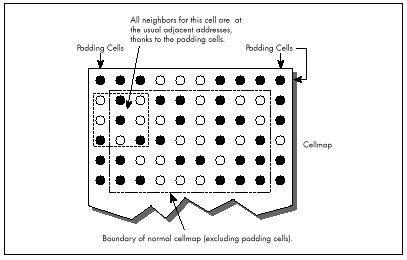 All neighbors for this cell are at
the usual adjacent addresses,
thanks to the padding cells.
Padding Cells
Padding Cells
Cellmap
Boundary of normal cellmap (excluding padding cells).